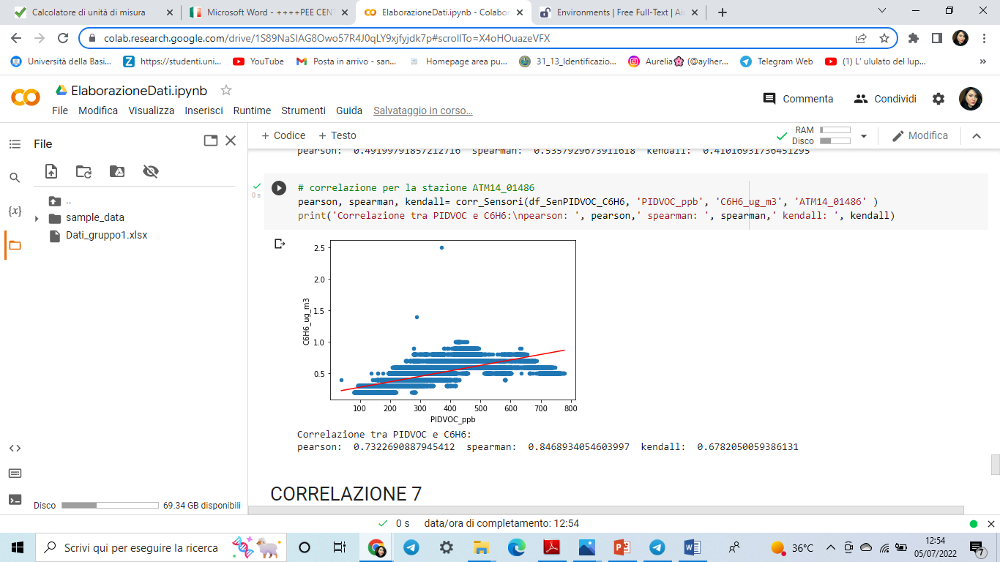 Calcolatore di unità di misura
Microsoft Word - ++++PEE CENT
ElaborazioneDati.ipynb - Colabor
Environments | Free Full-Text | Air
colab.research.google.com/drive/1S89NaSIAG8Owo57R4J0qLY9xjfyjdk7p#scrollTo=X4oHOuazeVFX
Università della Basi...
https://studenti.uni...
YouTube
Posta in arrivo - san...
Homepage area pu...
31_13_Identificazio...
Aurelia🌸 (@aylher...
Telegram Web
(1) L' ululato del lup...
»
ElaborazioneDati.ipynb
Commenta
Condividi
File Modifica Visualizza Inserisci Runtime Strumenti Guida Salvataggio in corso...
File
+ Codice + Testo
RAM
Disco
Modifica
..
sample_data
Dati_gruppo1.xlsx
{x}
<>
Disco
69.34 GB disponibili
pearson: 0.49199791857212716 spearman: 0.5357929673911618 kendall: 0.41016931736451295
0 s
# correlazione per la stazione ATM14_01486
pearson, spearman, kendall= corr_Sensori(df_SenPIDVOC_C6H6, 'PIDVOC_ppb', 'C6H6_ug_m3', 'ATM14_01486' )
print('Correlazione tra PIDVOC e C6H6:\npearson: ', pearson,' spearman: ', spearman,' kendall: ', kendall)
2.5
2.0
1.5
1.0
0.5
C6H6_ug_m3
100 200 300 400 500 600 700 800
PIDVOC_ppb
Correlazione tra PIDVOC e C6H6:
pearson: 0.7322690887945412 spearman: 0.8468934054603997 kendall: 0.6782050059386131
CORRELAZIONE 7
0 s data/ora di completamento: 12:54
Scrivi qui per eseguire la ricerca
36°C
12:54
05/07/2022
7